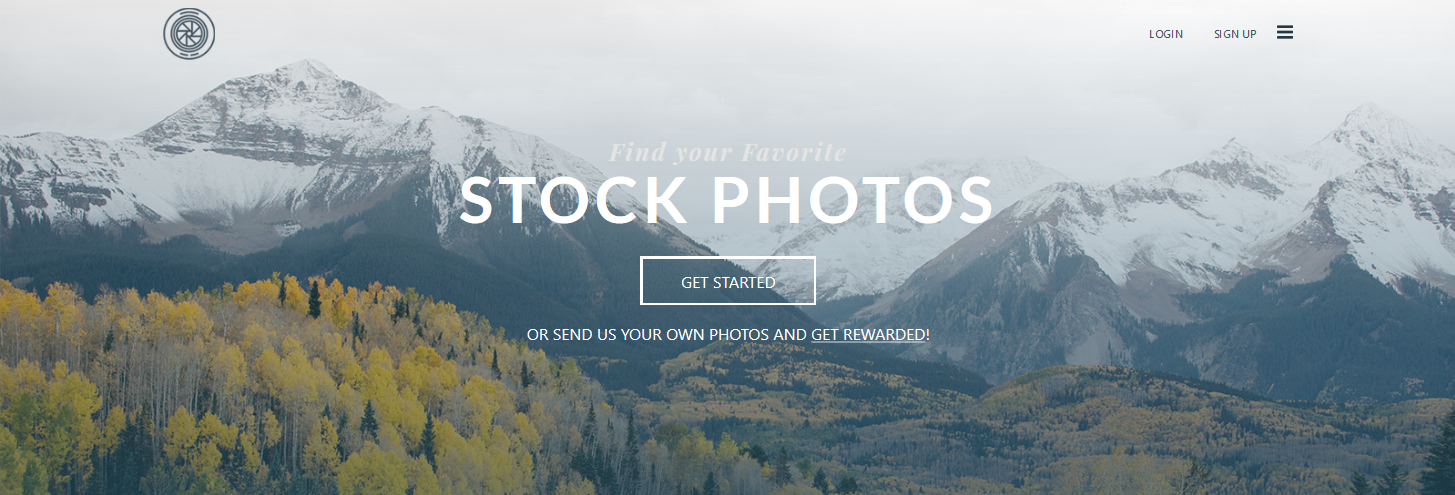 LOGIN SIGN UP
Find your Favorite
STOCK PHOTOS
GET STARTED
OR SEND US YOUR OWN PHOTOS AND GET REWARDED!